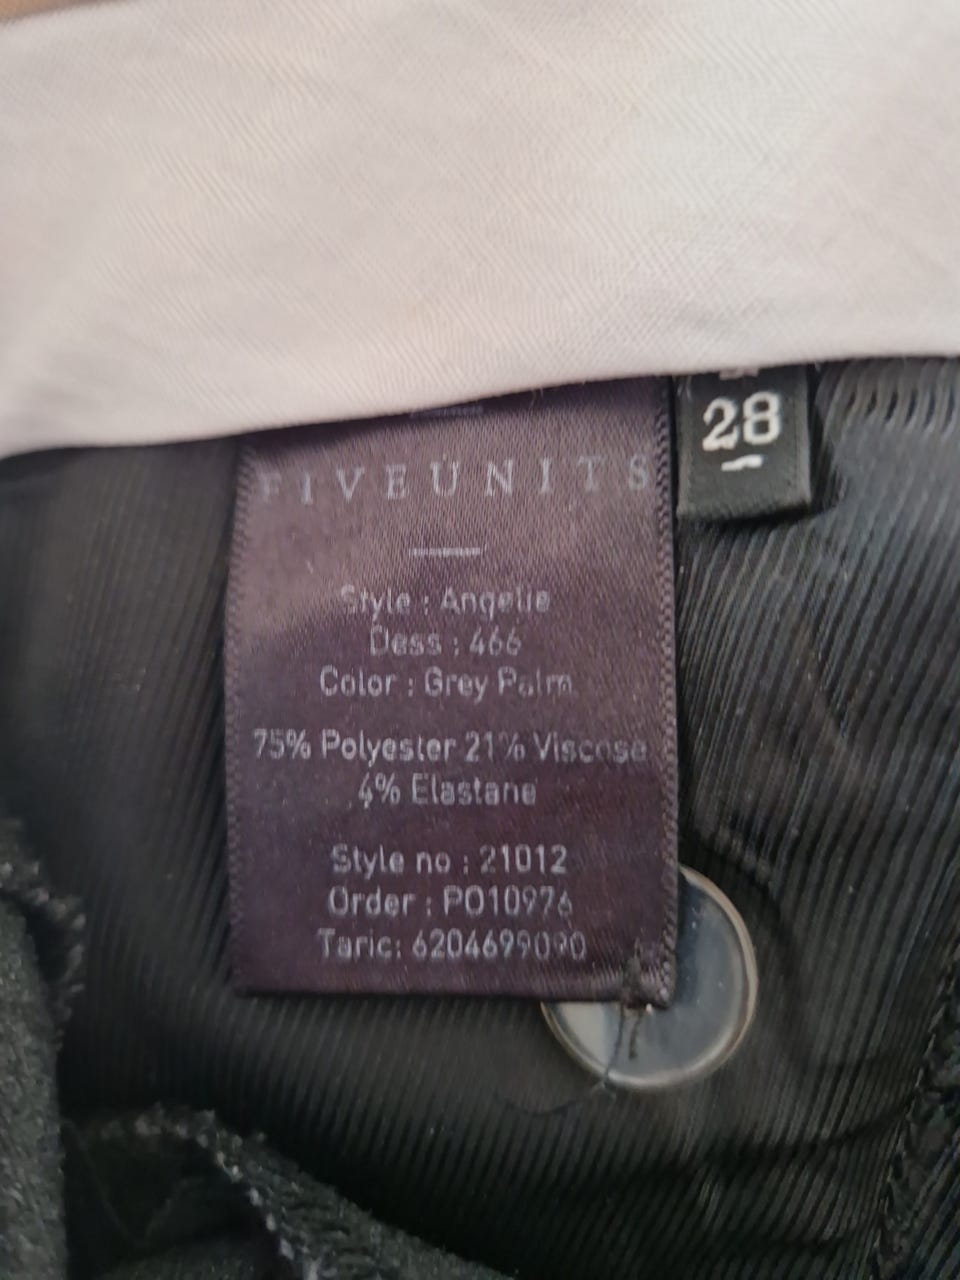 28
FIVEUNITS
Style : Angelie
Dess : 466
Color : Grey Palm
75% Polyester 21% Viscose
4% Elastane
Style no : 21012
Order : PO10976
Taric: 6204699090